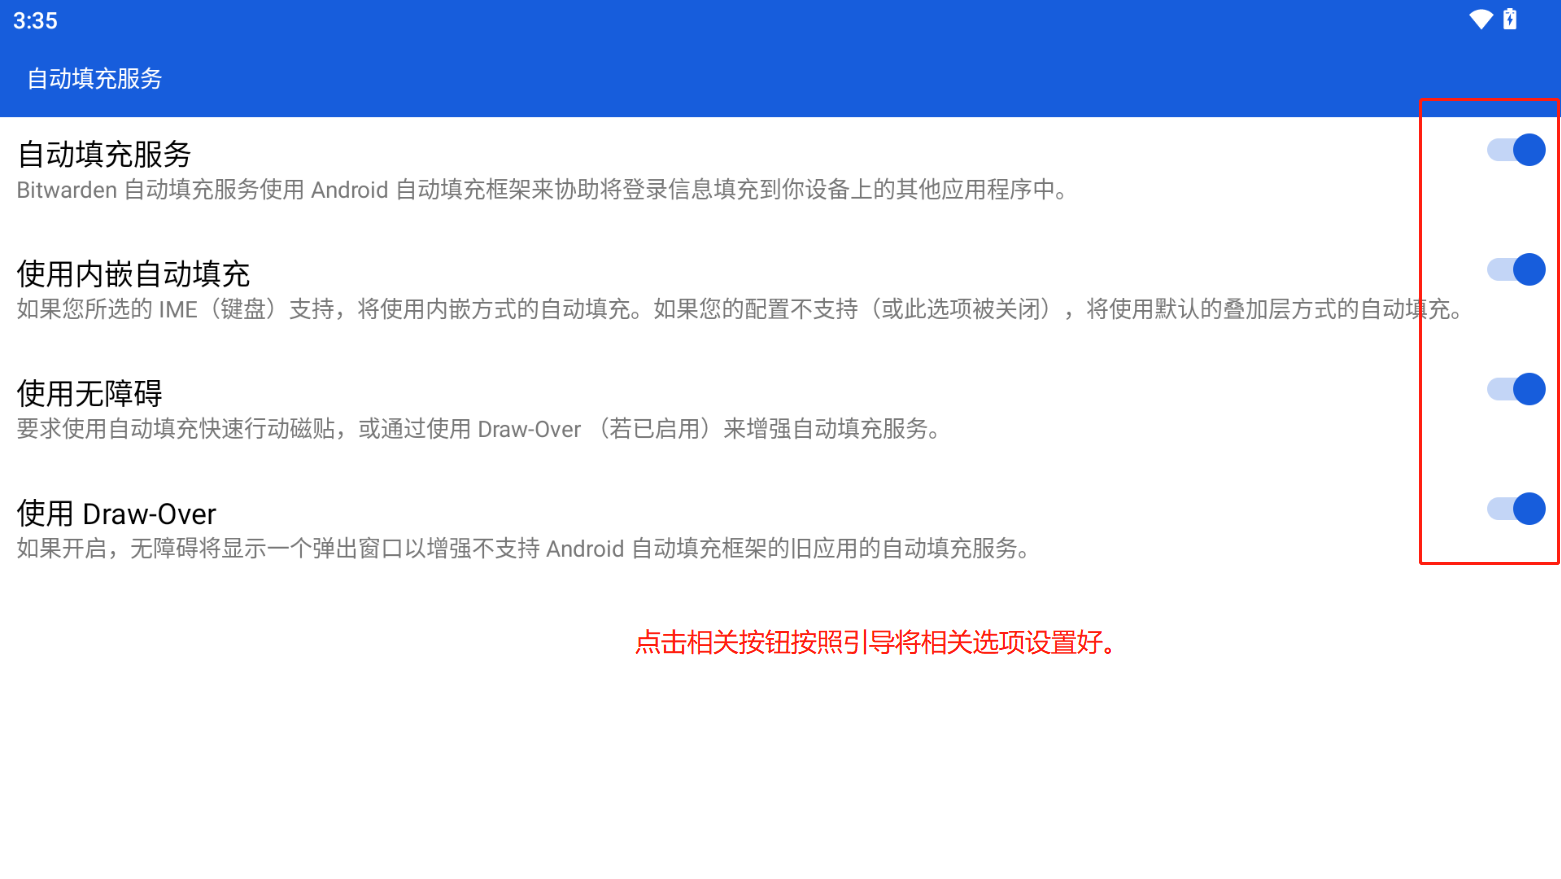 3:35
自动填充服务
自动填充服务
Bitwarden 自动填充服务使用 Android 自动填充框架来协助将登录信息填充到你设备上的其他应用程序中。
使用内嵌自动填充
如果您所选的 IME（键盘）支持，将使用内嵌方式的自动填充。如果您的配置不支持（或此选项被关闭），将使用默认的叠加层方式的自动填充。
使用无障碍
要求使用自动填充快速行动磁贴，或通过使用 Draw-Over （若已启用）来增强自动填充服务。
使用 Draw-Over
如果开启，无障碍将显示一个弹出窗口以增强不支持 Android 自动填充框架的旧应用的自动填充服务。
点击相关按钮按照引导将相关选项设置好。